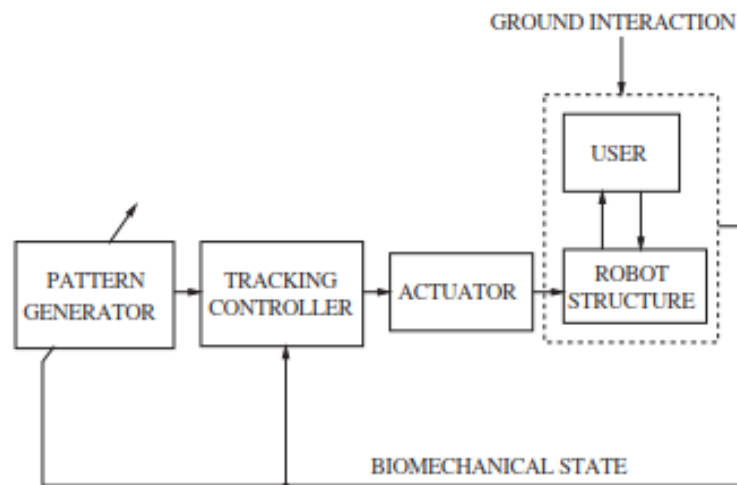 GROUND INTERACTION
USER
PATTERN
GENERATOR
TRACKING
CONTROLLER
ACTUATOR
ROBOT
STRUCTURE
BIOMECHANICAL STATE